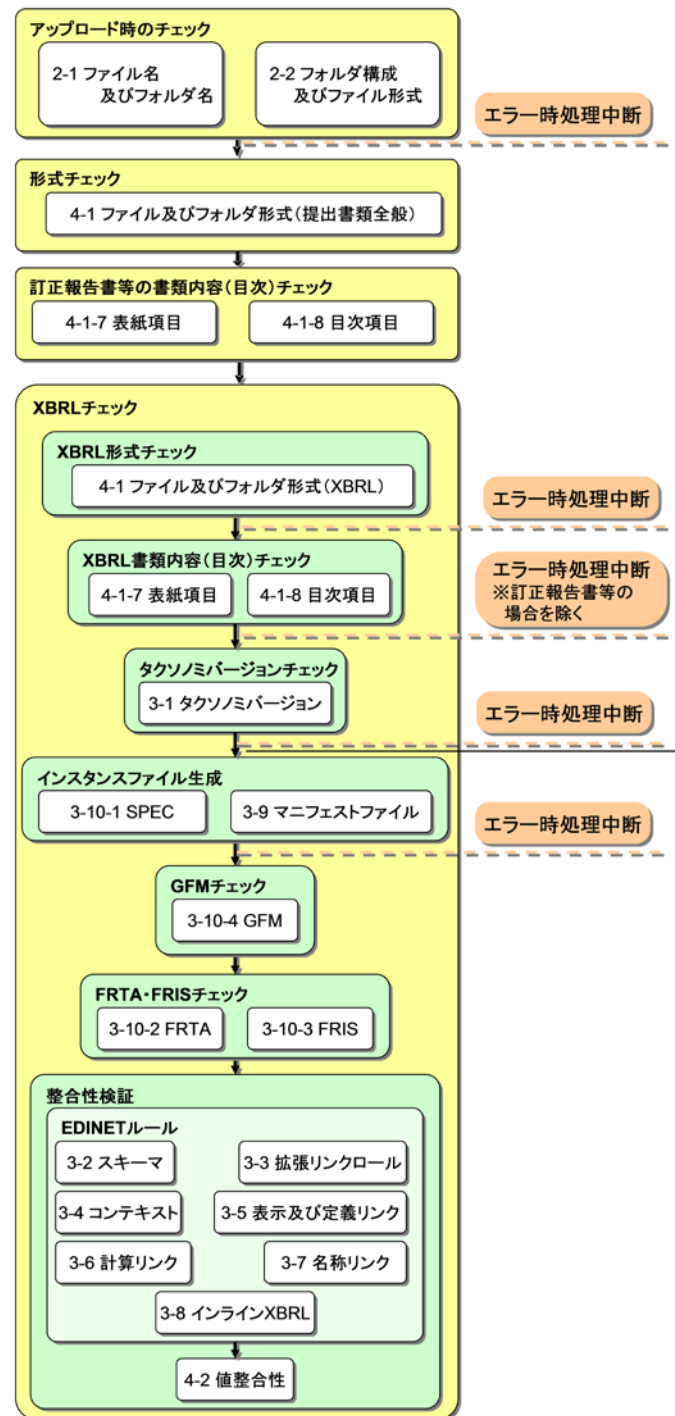 アップロード時のチェック
2-1 ファイル名
及びフォルダ名
2-2 フォルダ構成
及びファイル形式
エラー時処理中断
形式チェック
4-1 ファイル及びフォルダ形式(提出書類全般)
訂正報告書等の書類内容(目次)チェック
4-1-7 表紙項目
4-1-8 目次項目
XBRLチェック
XBRL形式チェック
4-1 ファイル及びフォルダ形式(XBRL)
エラー時処理中断
XBRL書類内容(目次)チェック
4-1-7 表紙項目
4-1-8 目次項目
エラー時処理中断
※訂正報告書等の
場合を除く
タクソノミバージョンチェック
3-1 タクソノミバージョン
エラー時処理中断
インスタンスファイル生成
3-10-1 SPEC
3-9 マニフェストファイル
エラー時処理中断
GFMチェック
3-10-4 GFM
FRTA・FRISチェック
3-10-2 FRTA
3-10-3 FRIS
整合性検証
EDINETルール
3-2 スキーマ
3-3 拡張リンクロール
3-4 コンテキスト
3-5 表示及び定義リンク
3-6 計算リンク
3-7 名称リンク
3-8 インラインXBRL
4-2 値整合性